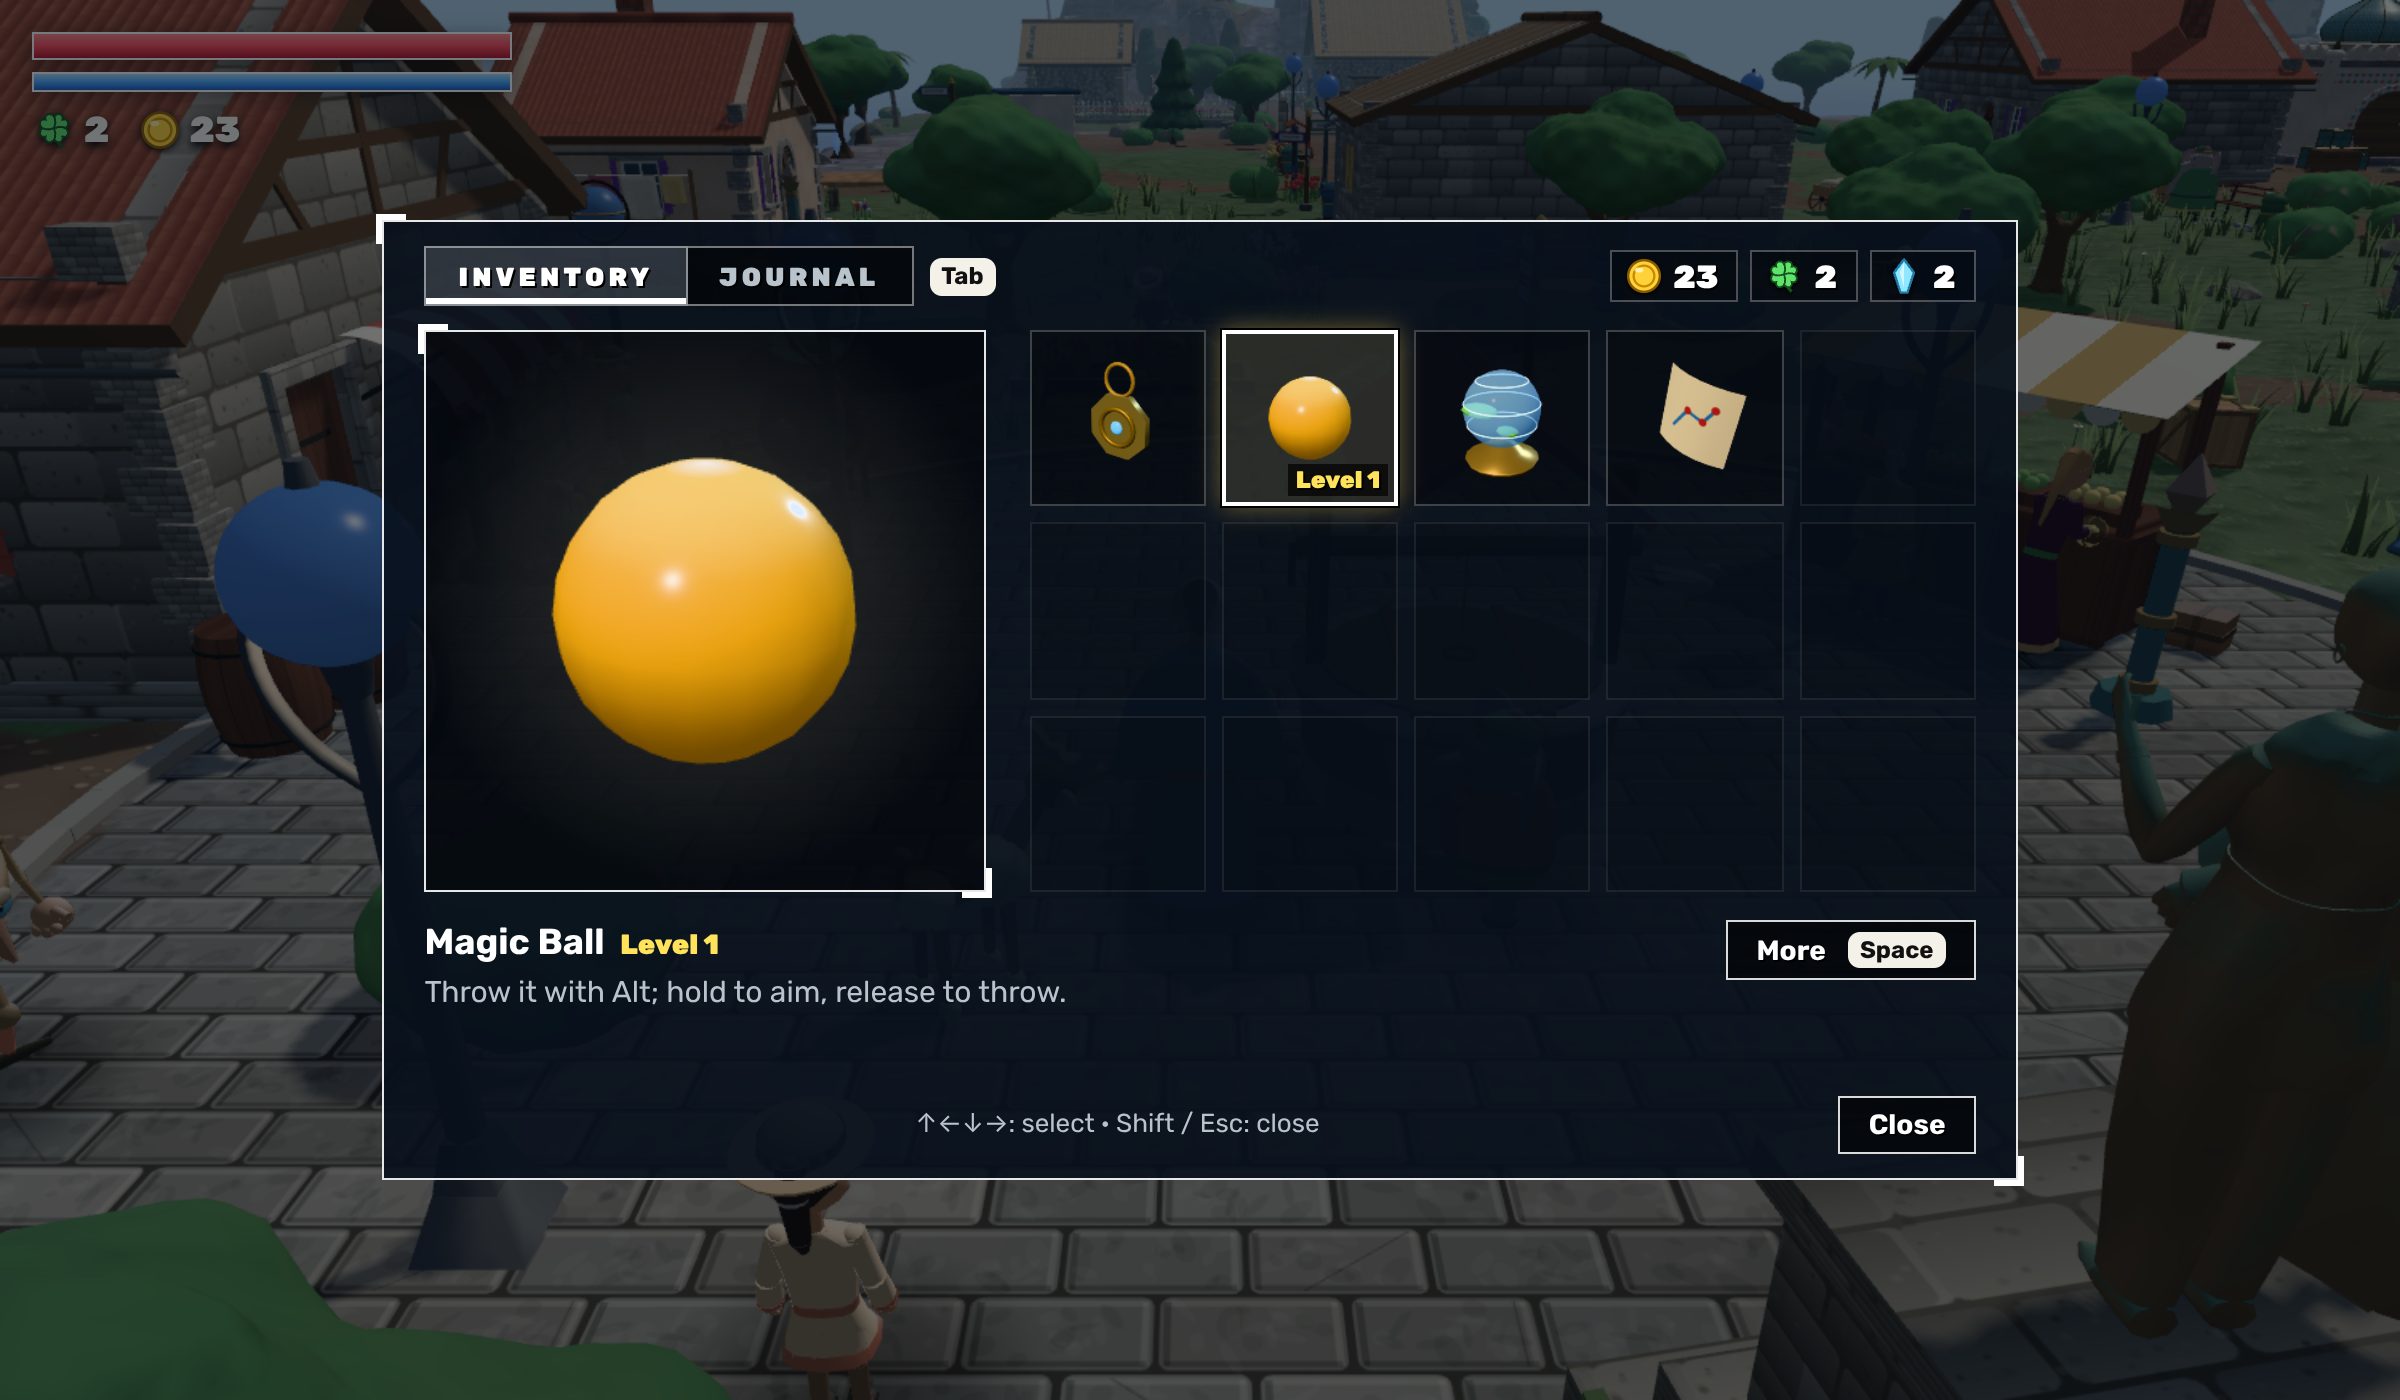 2 23
INVENTORY JOURNAL Tab 23 2 2
Level 1
Magic Ball Level 1
Throw it with Alt; hold to aim, release to throw.
More Space
↑←↓→: select • Shift / Esc: close
Close